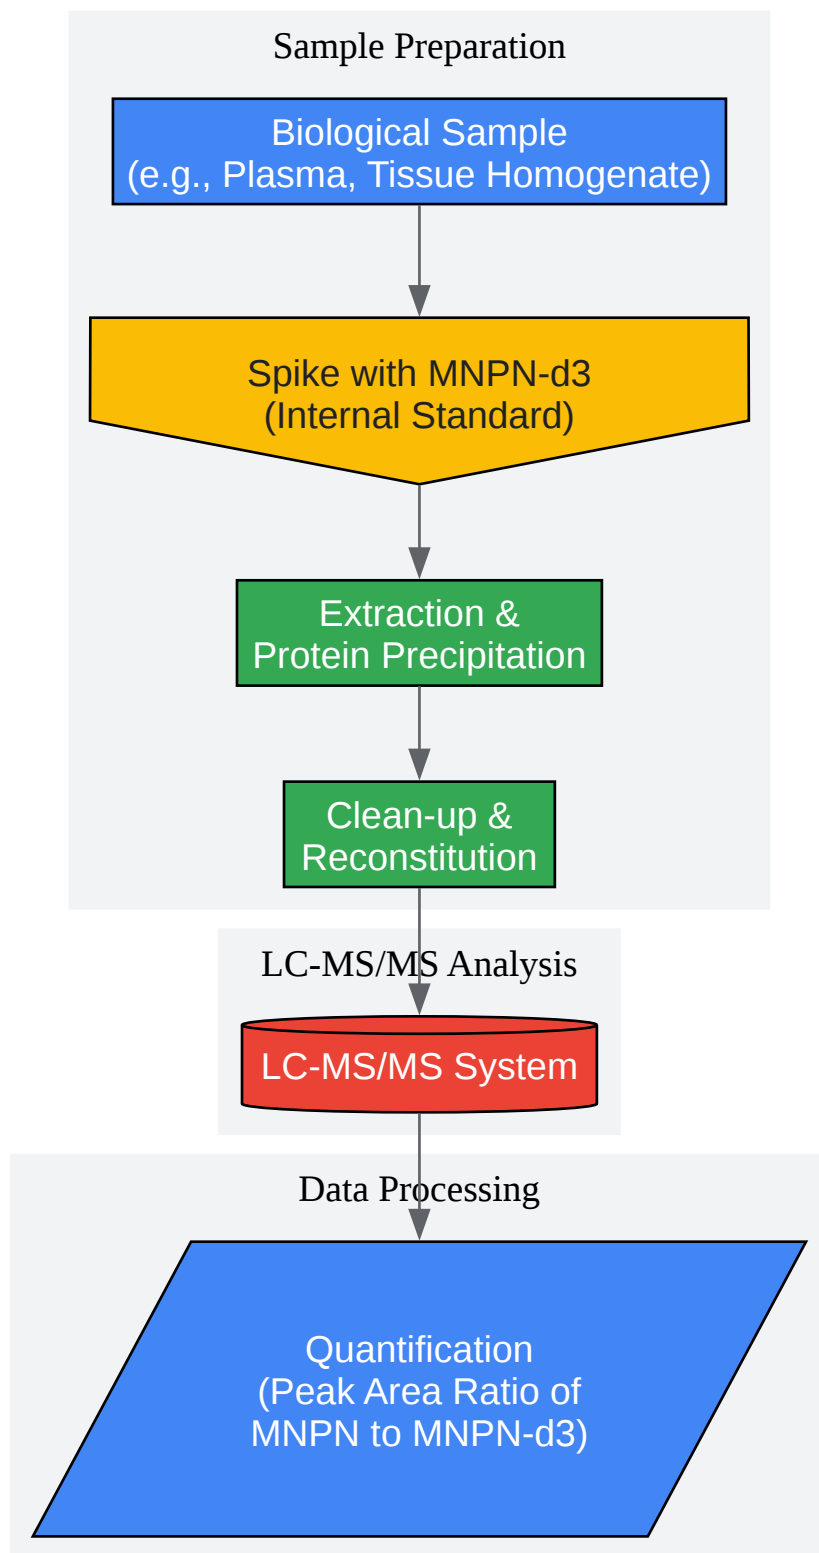 Sample Preparation
Biological Sample
(e.g., Plasma, Tissue Homogenate)
Spike with MNPN-d3
(Internal Standard)
Extraction &
Protein Precipitation
Clean-up &
Reconstitution
LC-MS/MS Analysis
LC-MS/MS System
Data Processing
Quantification
(Peak Area Ratio of
MNPN to MNPN-d3)